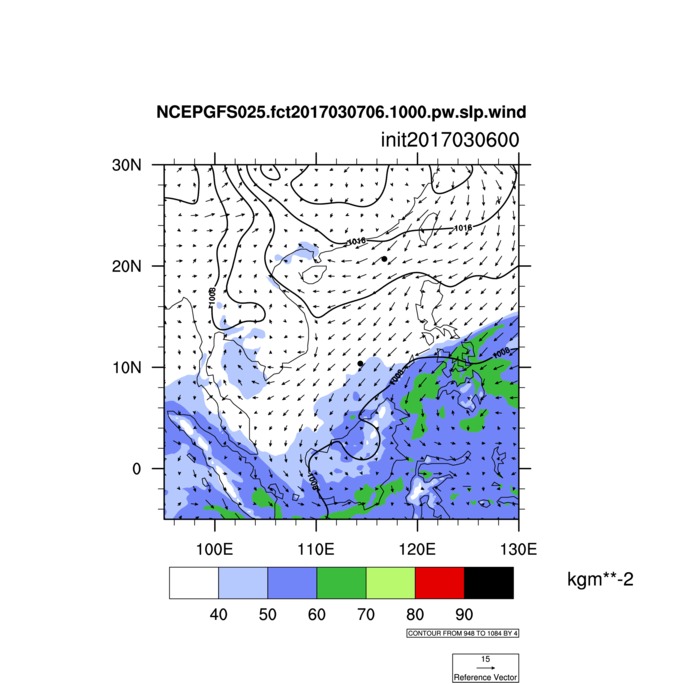 NCEPGFS025.fct2017030706.1000.pw.slp.wind
init2017030600
30N
1016
1016
20N
1008
10N
1008
1008
0
1008
100E
110E
120E
130E
kgm**-2
40
50
60
70
80
90
CONTOUR FROM 948 TO 1084 BY 4
15
Reference Vector